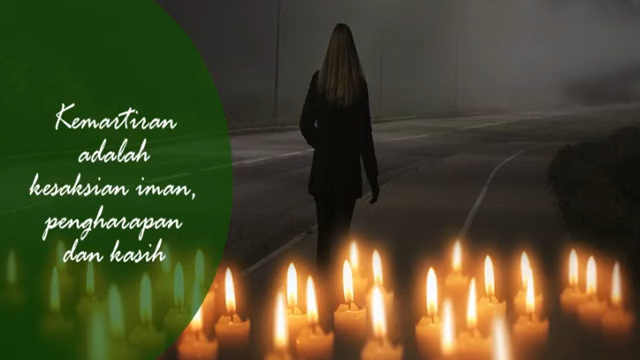 Kemartiran
adalah
kesaksian iman,
pengharapan
dan kasih